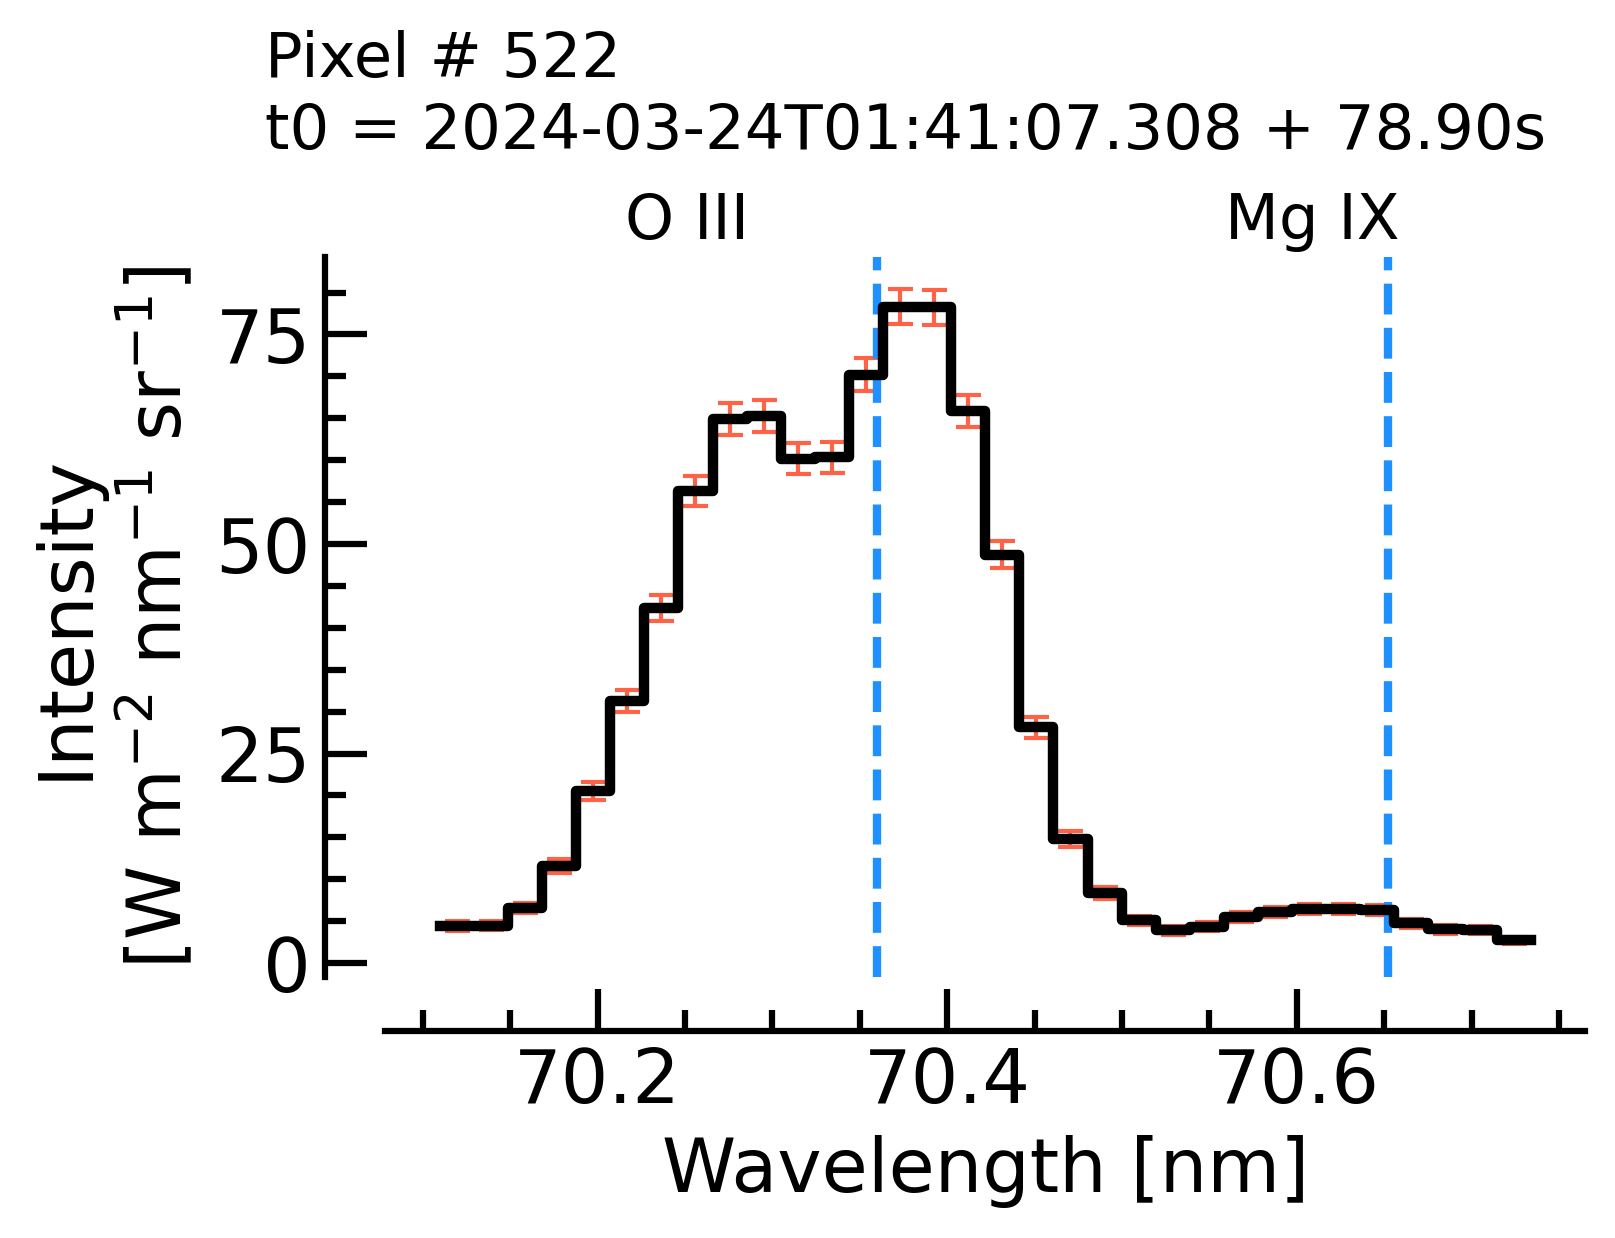 Pixel # 522
t0 = 2024-03-24T01:41:07.308 + 78.90s
O III
Mg IX
Intensity
[W m⁻² nm⁻¹ sr⁻¹]
75
50
25
0
70.2
70.4
70.6
Wavelength [nm]